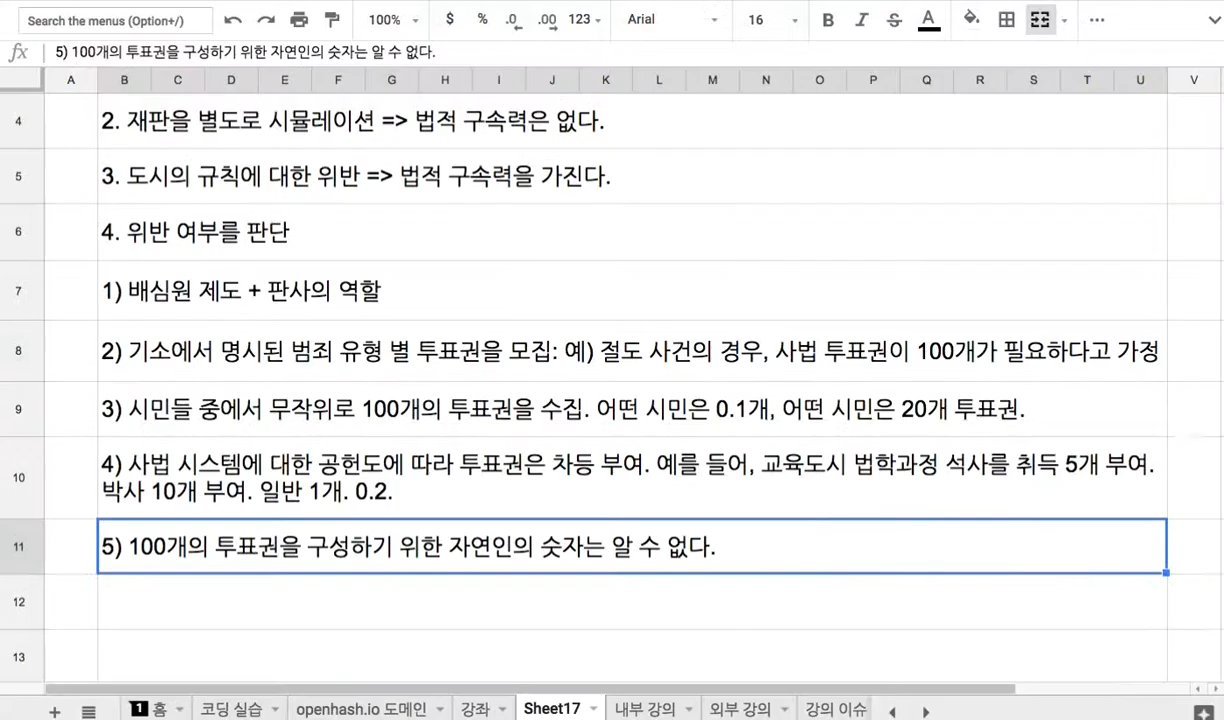 Search the menus (Option+/)
100%
$ % .0 .00 123
Arial
16
B I S A
fx 5) 100개의 투표권을 구성하기 위한 자연인의 숫자는 알 수 없다.
A B C D E F G H I J K L M N O P Q R S T U V
4 2. 재판을 별도로 시뮬레이션 => 법적 구속력은 없다.
5 3. 도시의 규칙에 대한 위반 => 법적 구속력을 가진다.
6 4. 위반 여부를 판단
7 1) 배심원 제도 + 판사의 역할
8 2) 기소에서 명시된 범죄 유형 별 투표권을 모집: 예) 절도 사건의 경우, 사법 투표권이 100개가 필요하다고 가정
9 3) 시민들 중에서 무작위로 100개의 투표권을 수집. 어떤 시민은 0.1개, 어떤 시민은 20개 투표권.
10 4) 사법 시스템에 대한 공헌도에 따라 투표권은 차등 부여. 예를 들어, 교육도시 법학과정 석사를 취득 5개 부여.
박사 10개 부여. 일반 1개. 0.2.
11 5) 100개의 투표권을 구성하기 위한 자연인의 숫자는 알 수 없다.
12
13
1 홈 코딩 실습 openhash.io 도메인 강좌 Sheet17 내부 강의 외부 강의 강의 이슈